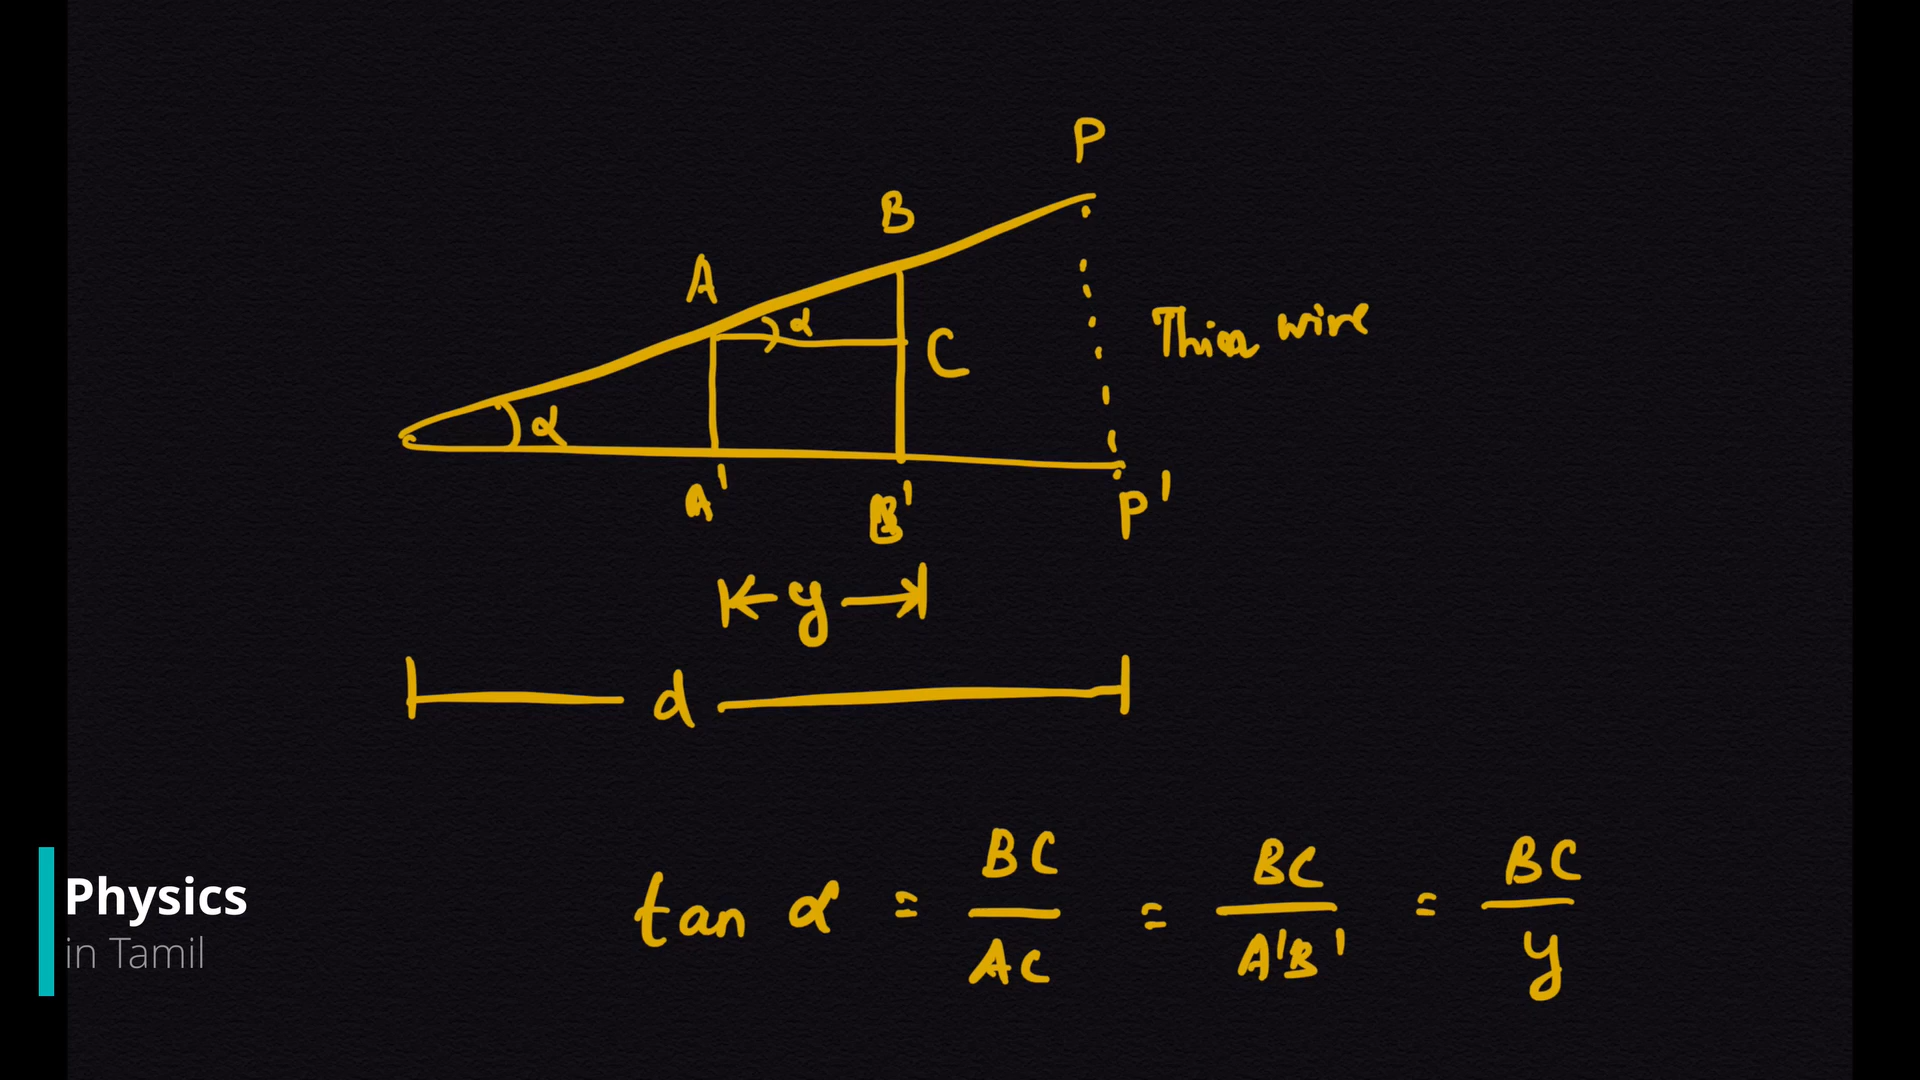 P
B
A
α
Thin wire
C
α
A'
B'
P'
y
d
tan α = BC/AC = BC/A'B' = BC/y
Physics
in Tamil